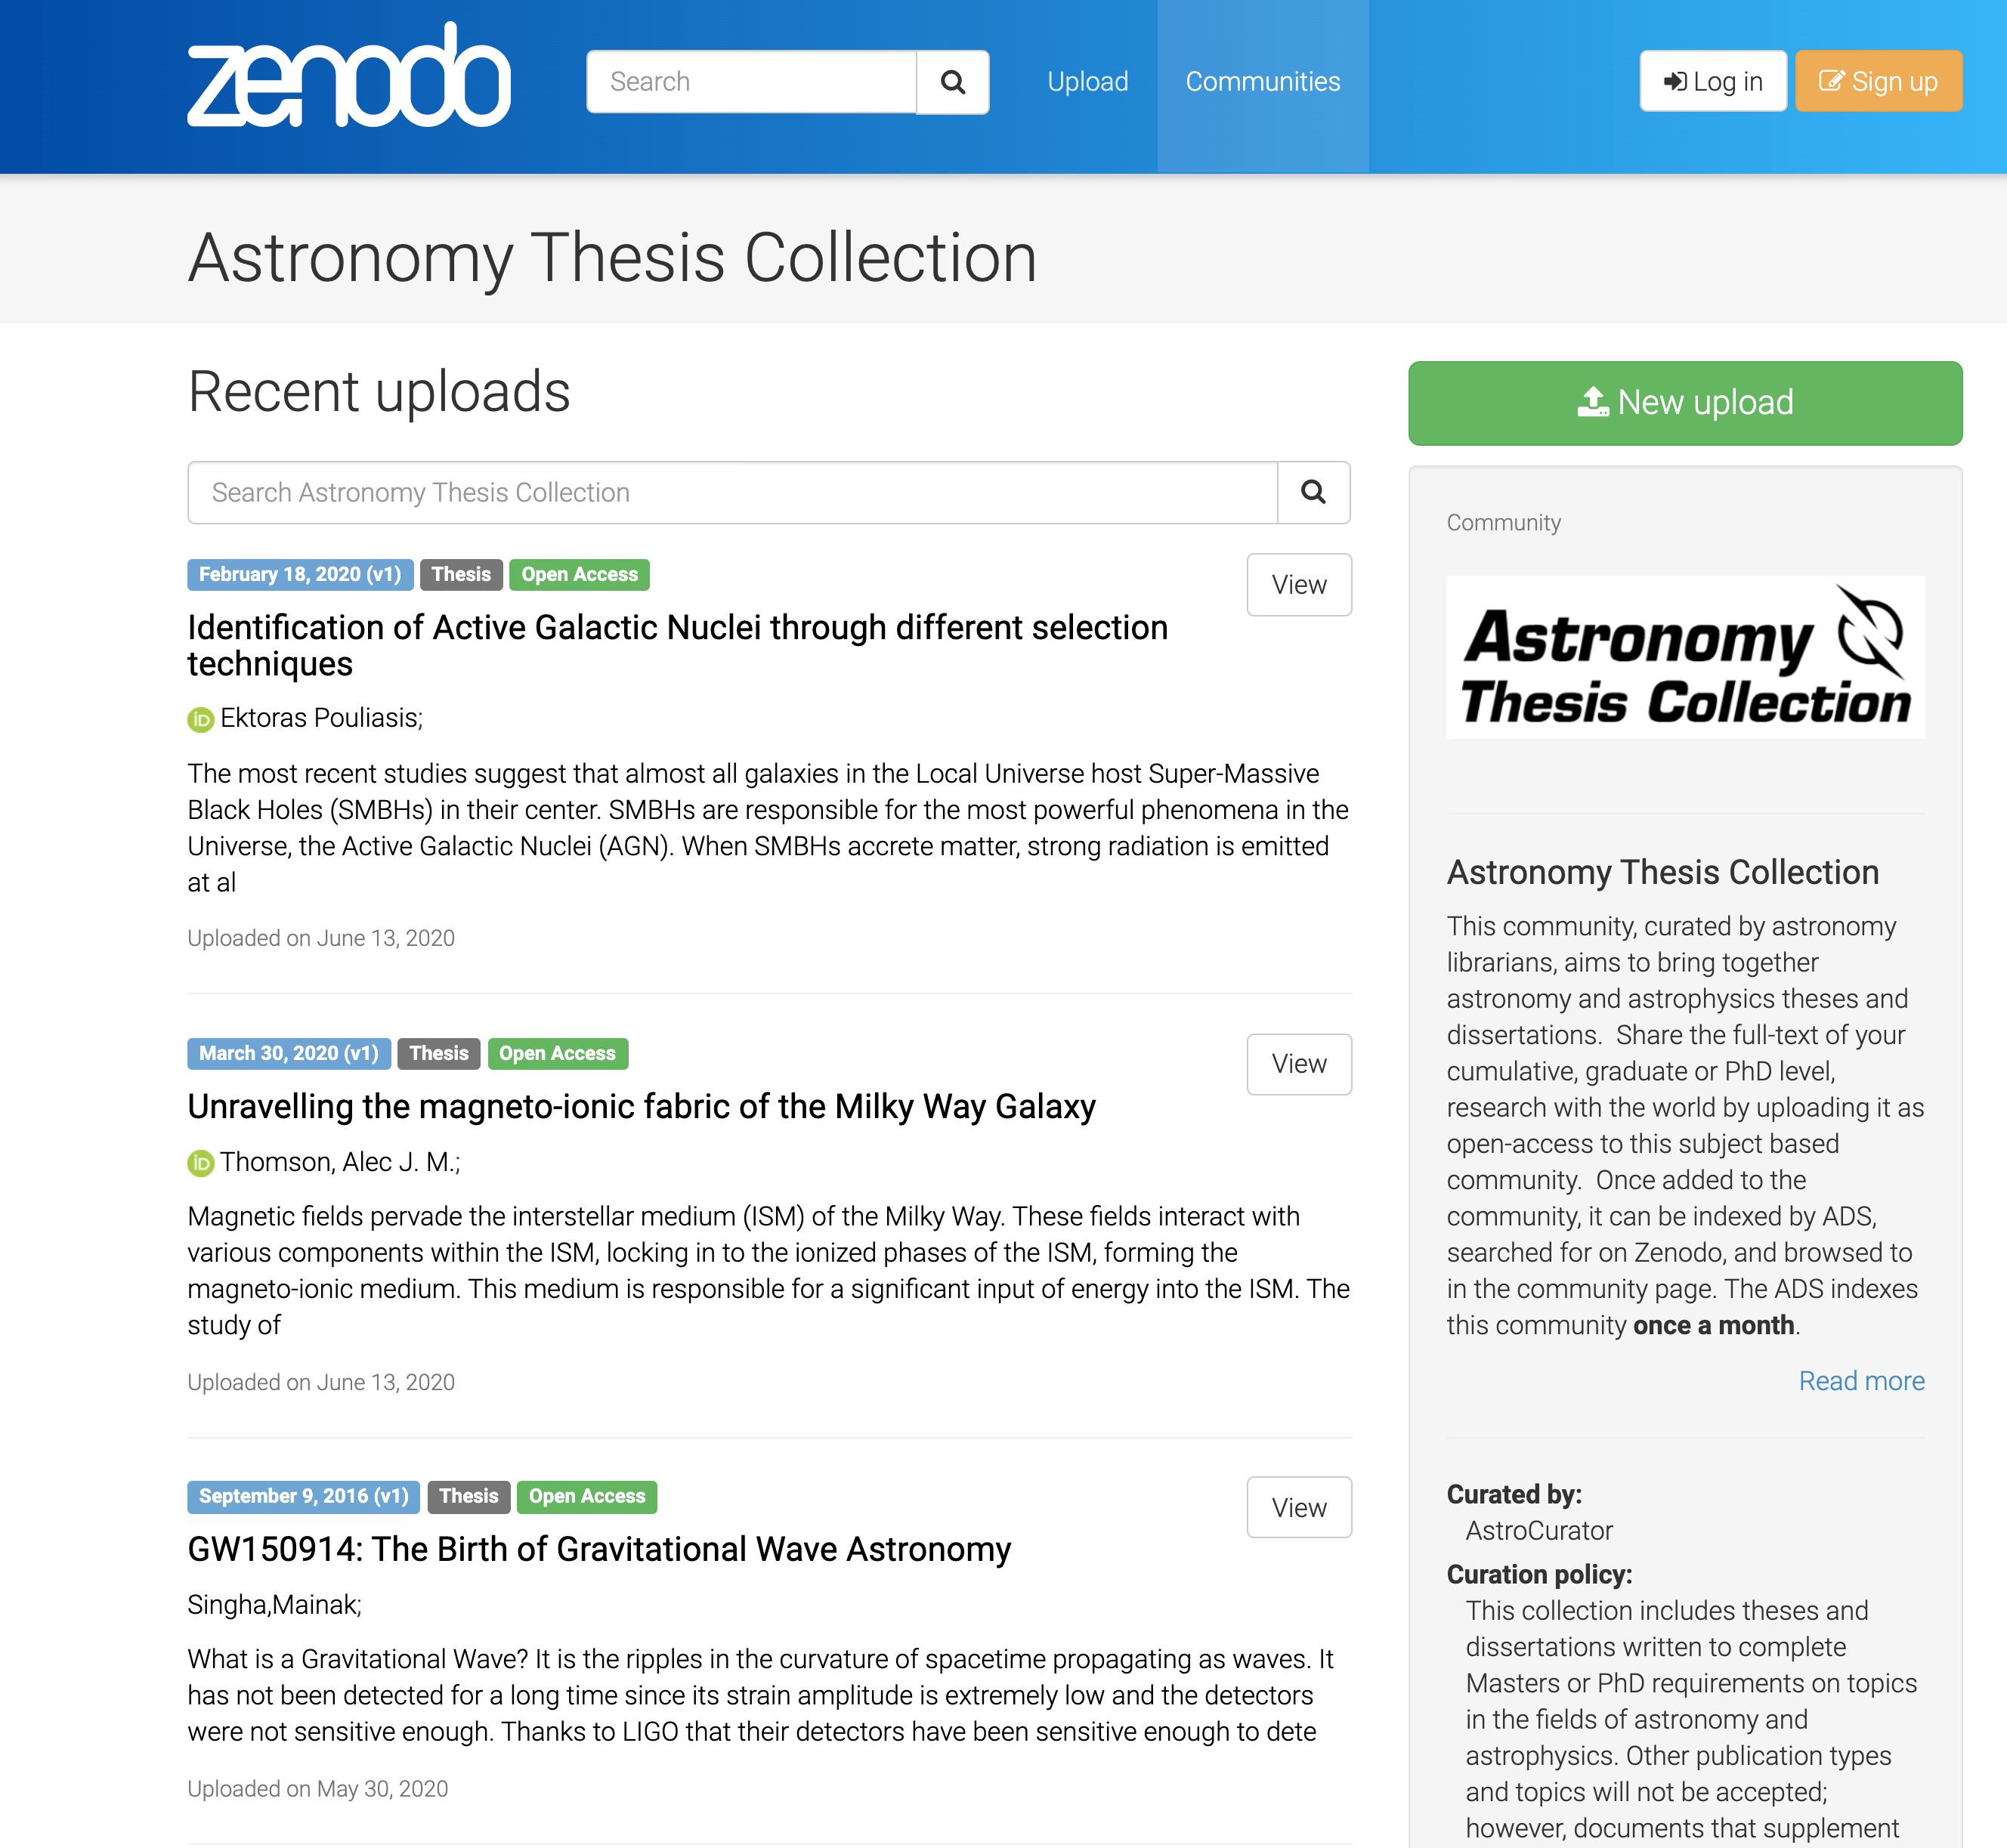 zenodo
Search
Upload
Communities
Log in
Sign up
Astronomy Thesis Collection
Recent uploads
Search Astronomy Thesis Collection
February 18, 2020 (v1) Thesis Open Access
View
Identification of Active Galactic Nuclei through different selection
techniques
iD Ektoras Pouliasis;
The most recent studies suggest that almost all galaxies in the Local Universe host Super-Massive
Black Holes (SMBHs) in their center. SMBHs are responsible for the most powerful phenomena in the
Universe, the Active Galactic Nuclei (AGN). When SMBHs accrete matter, strong radiation is emitted
at al
Uploaded on June 13, 2020
March 30, 2020 (v1) Thesis Open Access
View
Unravelling the magneto-ionic fabric of the Milky Way Galaxy
iD Thomson, Alec J. M.;
Magnetic fields pervade the interstellar medium (ISM) of the Milky Way. These fields interact with
various components within the ISM, locking in to the ionized phases of the ISM, forming the
magneto-ionic medium. This medium is responsible for a significant input of energy into the ISM. The
study of
Uploaded on June 13, 2020
September 9, 2016 (v1) Thesis Open Access
View
GW150914: The Birth of Gravitational Wave Astronomy
Singha,Mainak;
What is a Gravitational Wave? It is the ripples in the curvature of spacetime propagating as waves. It
has not been detected for a long time since its strain amplitude is extremely low and the detectors
were not sensitive enough. Thanks to LIGO that their detectors have been sensitive enough to dete
Uploaded on May 30, 2020
New upload
Community
Astronomy
Thesis Collection
Astronomy Thesis Collection
This community, curated by astronomy
librarians, aims to bring together
astronomy and astrophysics theses and
dissertations.  Share the full-text of your
cumulative, graduate or PhD level,
research with the world by uploading it as
open-access to this subject based
community.  Once added to the
community, it can be indexed by ADS,
searched for on Zenodo, and browsed to
in the community page. The ADS indexes
this community once a month.
Read more
Curated by:
AstroCurator
Curation policy:
This collection includes theses and
dissertations written to complete
Masters or PhD requirements on topics
in the fields of astronomy and
astrophysics. Other publication types
and topics will not be accepted;
however, documents that supplement